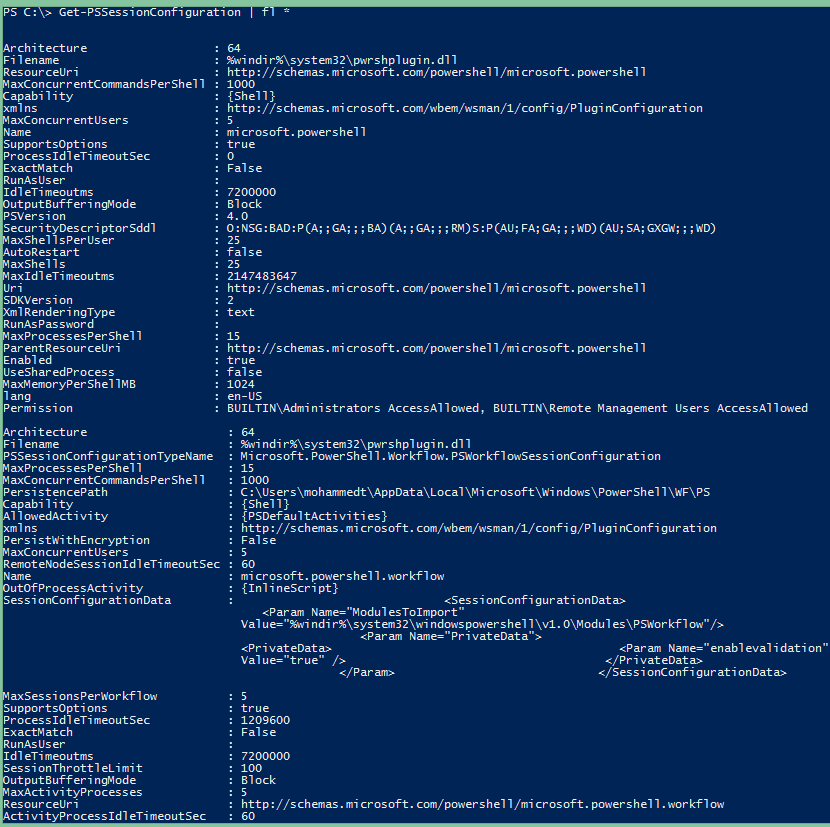 PS C:\> Get-PSSessionConfiguration | fl *
Architecture : 64
Filename : %windir%\system32\pwrshplugin.dll
ResourceUri : http://schemas.microsoft.com/powershell/microsoft.powershell
MaxConcurrentCommandsPerShell : 1000
Capability : {Shell}
xmlns : http://schemas.microsoft.com/wbem/wsman/1/config/PluginConfiguration
MaxConcurrentUsers : 5
Name : microsoft.powershell
SupportsOptions : true
ProcessIdleTimeoutSec : 0
ExactMatch : False
RunAsUser :
IdleTimeoutms : 7200000
OutputBufferingMode : Block
PSVersion : 4.0
SecurityDescriptorSddl : O:NSG:BAD:P(A;;GA;;;BA)(A;;GA;;;RM)S:P(AU;FA;GA;;;WD)(AU;SA;GXGW;;;WD)
MaxShellsPerUser : 25
AutoRestart : false
MaxShells : 25
MaxIdleTimeoutms : 2147483647
Uri : http://schemas.microsoft.com/powershell/microsoft.powershell
SDKVersion : 2
XmlRenderingType : text
RunAsPassword :
MaxProcessesPerShell : 15
ParentResourceUri : http://schemas.microsoft.com/powershell/microsoft.powershell
Enabled : true
UseSharedProcess : false
MaxMemoryPerShellMB : 1024
lang : en-US
Permission : BUILTIN\Administrators AccessAllowed, BUILTIN\Remote Management Users AccessAllowed
Architecture : 64
Filename : %windir%\system32\pwrshplugin.dll
PSSessionConfigurationTypeName : Microsoft.PowerShell.Workflow.PSWorkflowSessionConfiguration
MaxProcessesPerShell : 15
MaxConcurrentCommandsPerShell : 1000
PersistencePath : C:\Users\mohammedt\AppData\Local\Microsoft\Windows\PowerShell\WF\PS
Capability : {Shell}
AllowedActivity : {PSDefaultActivities}
xmlns : http://schemas.microsoft.com/wbem/wsman/1/config/PluginConfiguration
PersistWithEncryption : False
MaxConcurrentUsers : 5
RemoteNodeSessionIdleTimeoutSec : 60
Name : microsoft.powershell.workflow
OutOfProcessActivity : {InlineScript}
SessionConfigurationData : <SessionConfigurationData>
<Param Name="ModulesToImport"
Value="%windir%\system32\windowspowershell\v1.0\Modules\PSWorkflow"/>
<Param Name="PrivateData">
<PrivateData> <Param Name="enablevalidation"
Value="true" /> </PrivateData>
</Param> </SessionConfigurationData>
MaxSessionsPerWorkflow : 5
SupportsOptions : true
ProcessIdleTimeoutSec : 1209600
ExactMatch : False
RunAsUser :
IdleTimeoutms : 7200000
SessionThrottleLimit : 100
OutputBufferingMode : Block
MaxActivityProcesses : 5
ResourceUri : http://schemas.microsoft.com/powershell/microsoft.powershell.workflow
ActivityProcessIdleTimeoutSec : 60